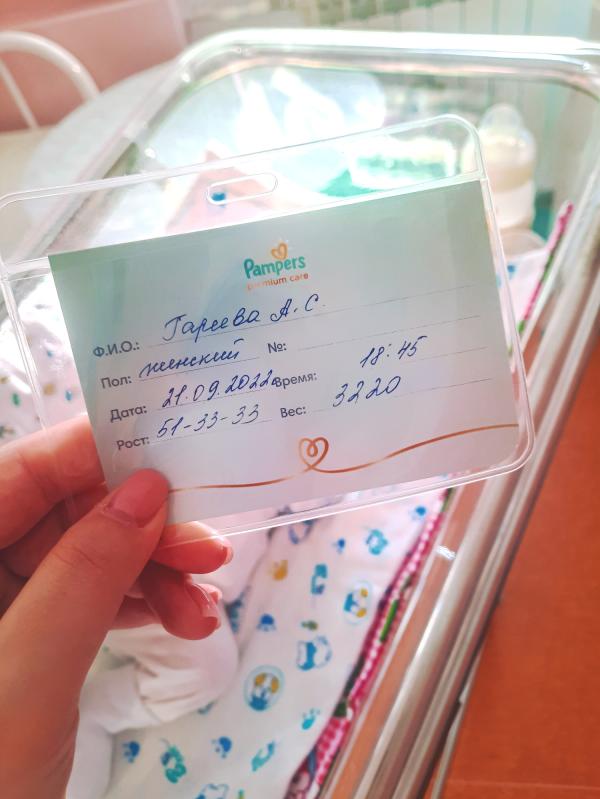 Pampers
premium care
Ф.И.О.: Гареева А.С.
Пол: женский №:
Дата: 21.09.2022 Время: 18:45
Рост: 51-33-33 Вес: 3220